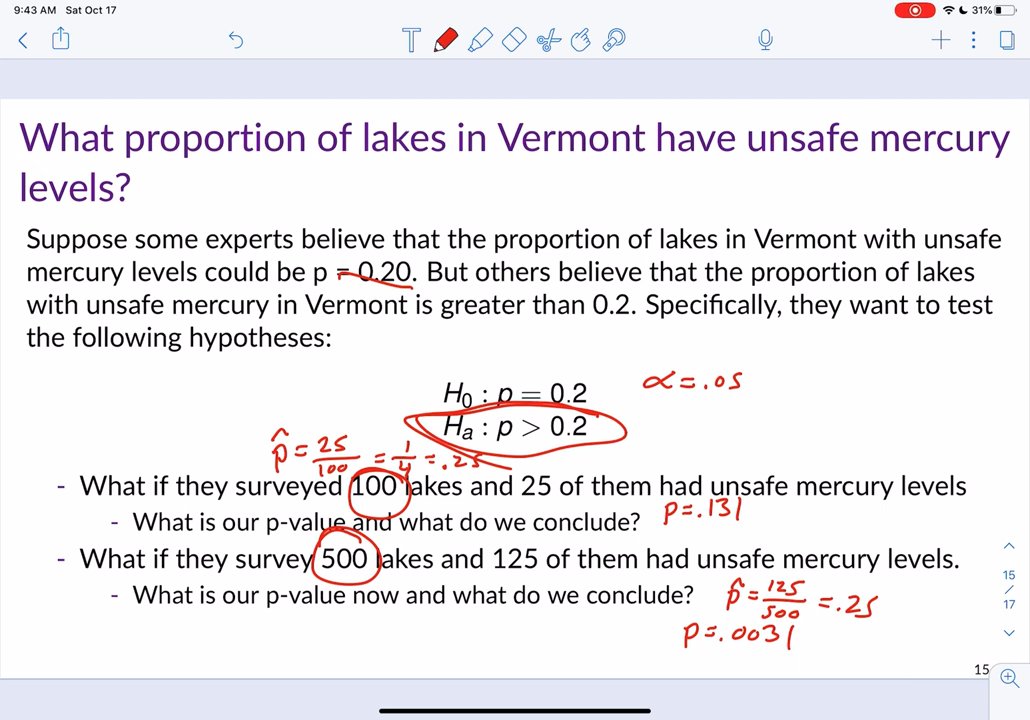 9:43 AM Sat Oct 17
31%
T
What proportion of lakes in Vermont have unsafe mercury
levels?
Suppose some experts believe that the proportion of lakes in Vermont with unsafe
mercury levels could be p = 0.20. But others believe that the proportion of lakes
with unsafe mercury in Vermont is greater than 0.2. Specifically, they want to test
the following hypotheses:
H₀ : p = 0.2
α = .05
Hₐ : p > 0.2
p̂ = 25/100 = 1/4 = .25
- What if they surveyed 100 lakes and 25 of them had unsafe mercury levels
- What is our p-value and what do we conclude?
p = .131
- What if they survey 500 lakes and 125 of them had unsafe mercury levels.
- What is our p-value now and what do we conclude?
p̂ = 125/500 = .25
p = .0031
15
/
17
15